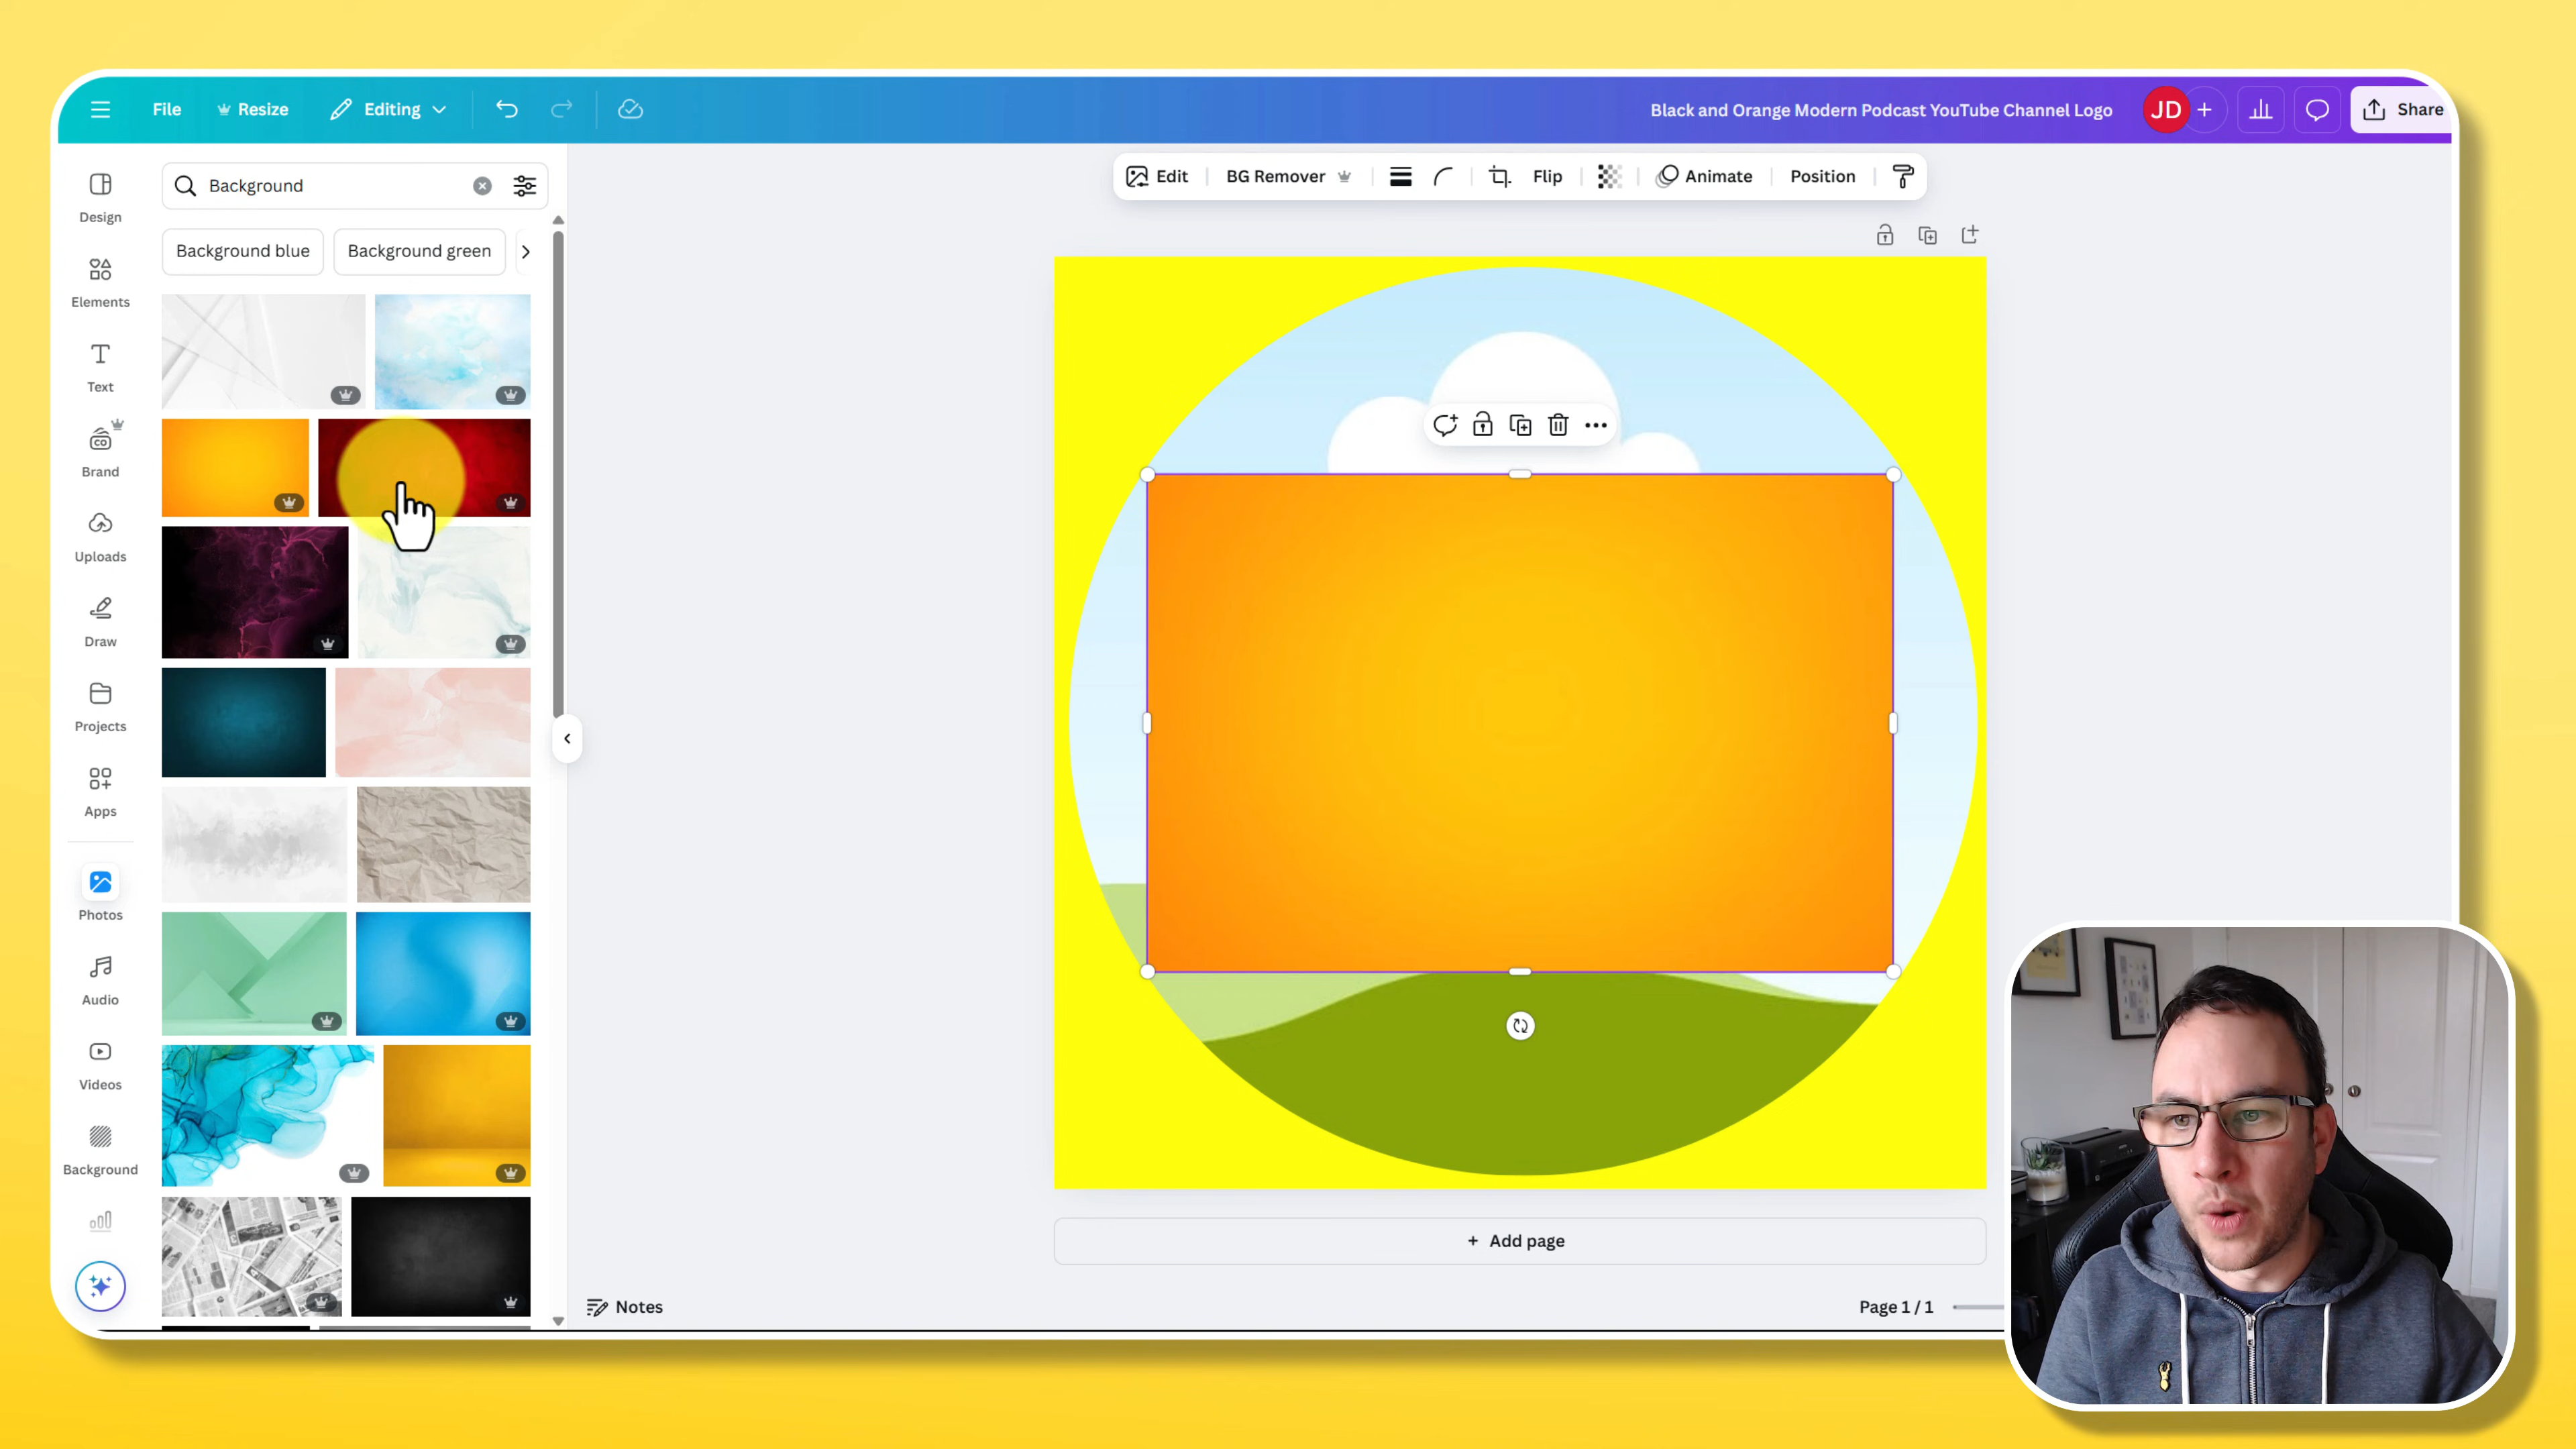 File
Resize
Editing
Black and Orange Modern Podcast YouTube Channel Logo
JD
Share
Design
Elements
Text
CO
Brand
Uploads
Draw
Projects
Apps
Photos
Audio
Videos
Background
Background
Background blue
Background green
Edit
BG Remover
Flip
Animate
Position
+ Add page
Notes
Page 1 / 1